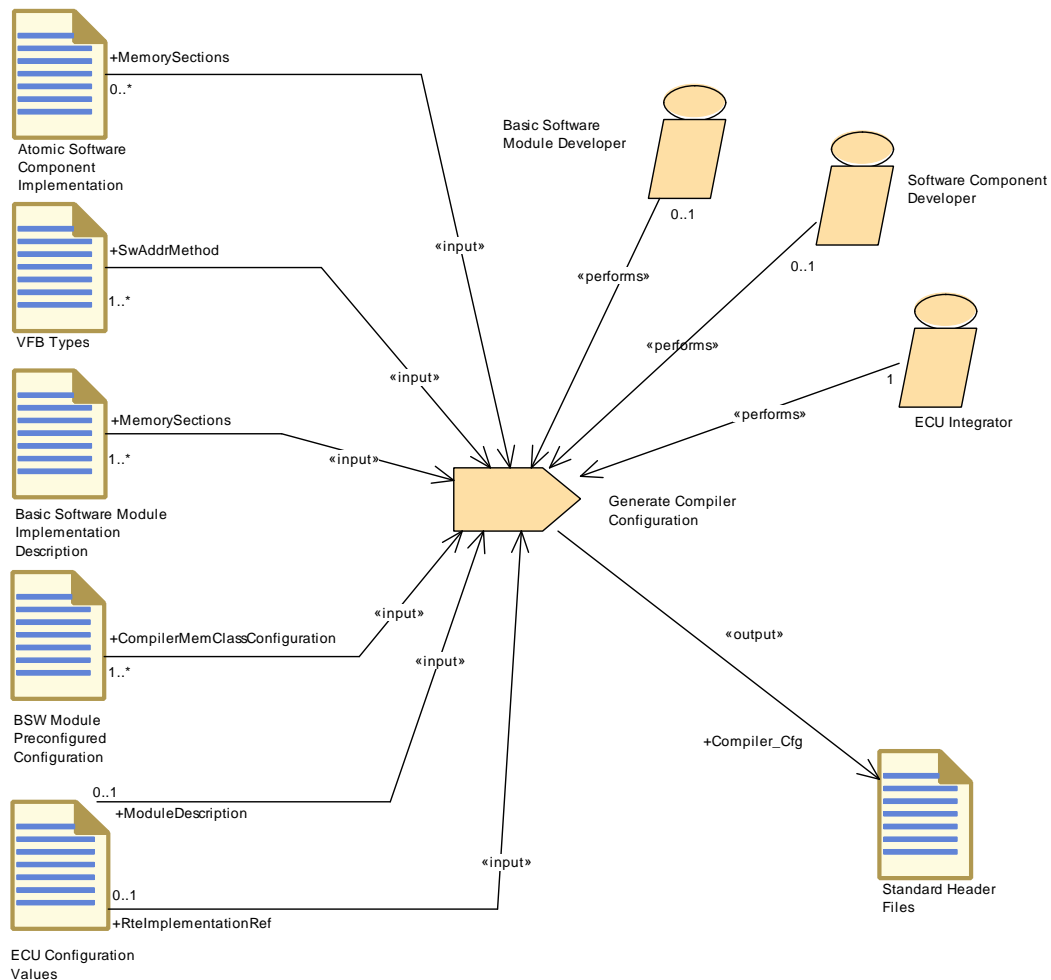 +MemorySections
0..*
Atomic Software
Component
Implementation
+SwAddrMethod
1..*
VFB Types
+MemorySections
1..*
Basic Software Module
Implementation
Description
+CompilerMemClassConfiguration
1..*
BSW Module
Preconfigured
Configuration
0..1
+ModuleDescription
0..1
+RteImplementationRef
ECU Configuration
Values
«input»
«input»
«input»
«input»
«input»
«input»
Basic Software
Module Developer
0..1
«performs»
Software Component
Developer
0..1
«performs»
1
ECU Integrator
«performs»
Generate Compiler
Configuration
«output»
+Compiler_Cfg
Standard Header
Files